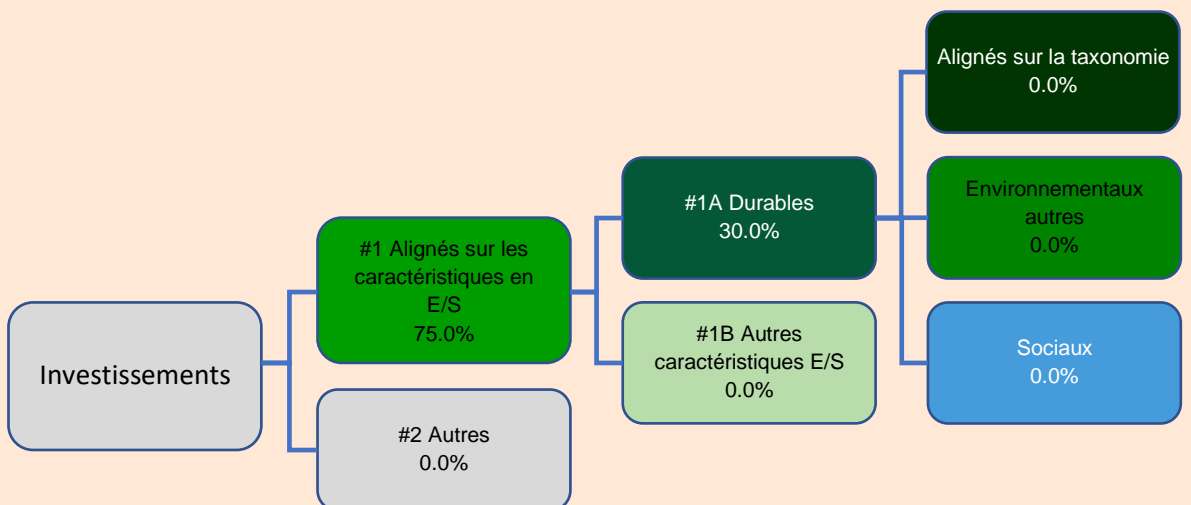 Investissements
#1 Alignés sur les
caractéristiques en
E/S
75.0%
#2 Autres
0.0%
#1A Durables
30.0%
#1B Autres
caractéristiques E/S
0.0%
Alignés sur la taxonomie
0.0%
Environnementaux
autres
0.0%
Sociaux
0.0%